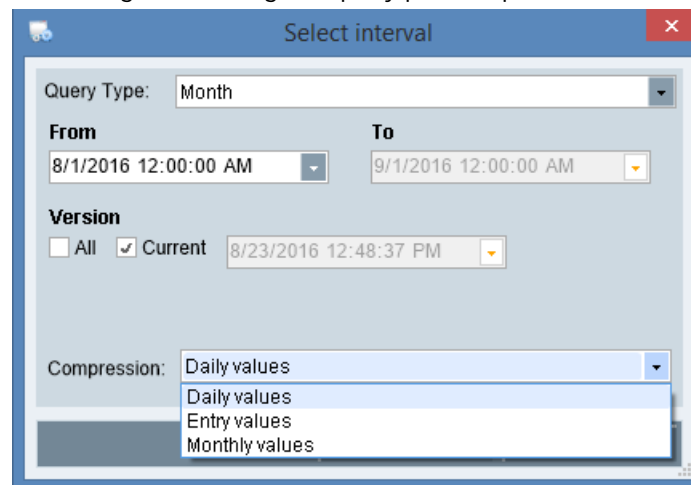 Select interval
Query Type: Month
From To
8/1/2016 12:00:00 AM 9/1/2016 12:00:00 AM
Version
All Current 8/23/2016 12:48:37 PM
Compression: Daily values
Daily values
Entry values
Monthly values